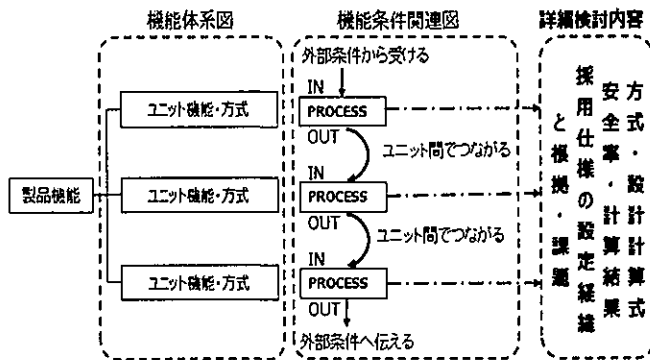 機能体系図
機能条件関連図
詳細検討内容
製品機能
ユニット機能・方式
ユニット機能・方式
ユニット機能・方式
外部条件から受ける
IN
PROCESS
OUT
ユニット間でつながる
IN
PROCESS
OUT
ユニット間でつながる
IN
PROCESS
OUT
外部条件へ伝える
方式・設計計算式
安全率・計算結果
採用仕様の設定経緯
と根拠・課題